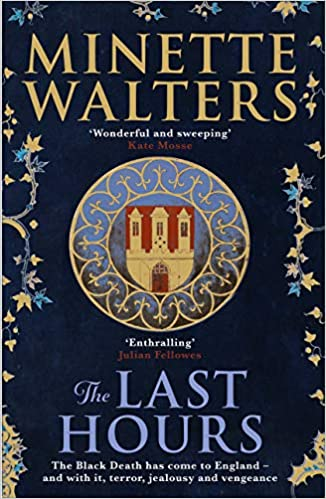 MINETTE
WALTERS
‘Wonderful and sweeping’
Kate Mosse
‘Enthralling’
Julian Fellowes
The LAST
HOURS
The Black Death has come to England –
and with it, terror, jealousy and vengeance